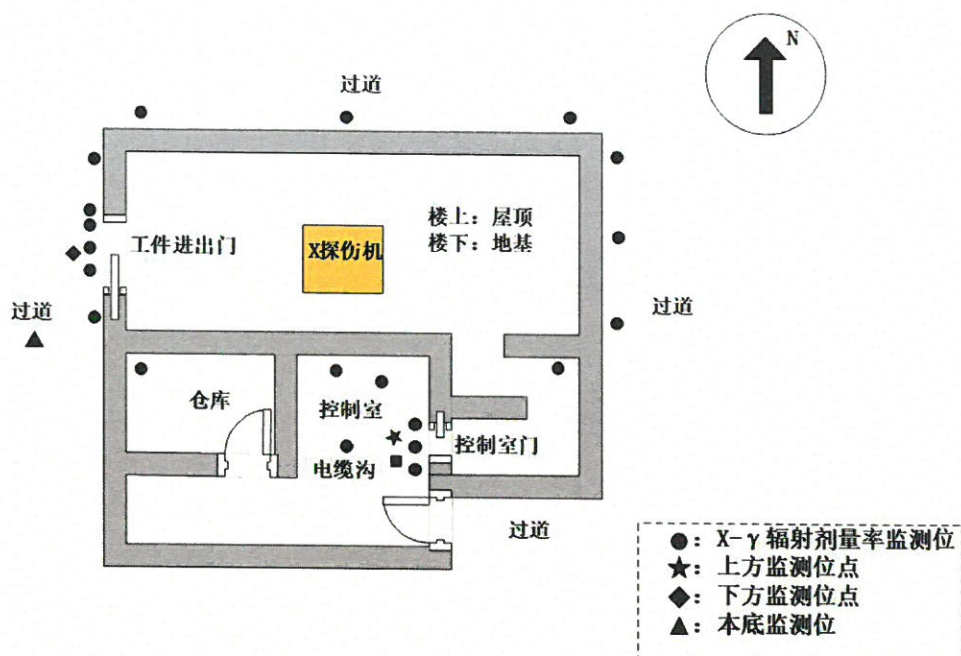 N
过道
楼上：屋顶
楼下：地基
工件进出门
X探伤机
过道
过道
仓库
控制室
控制室门
电缆沟
过道
●：X-γ辐射剂量率监测位
★：上方监测位点
◆：下方监测位点
▲：本底监测位